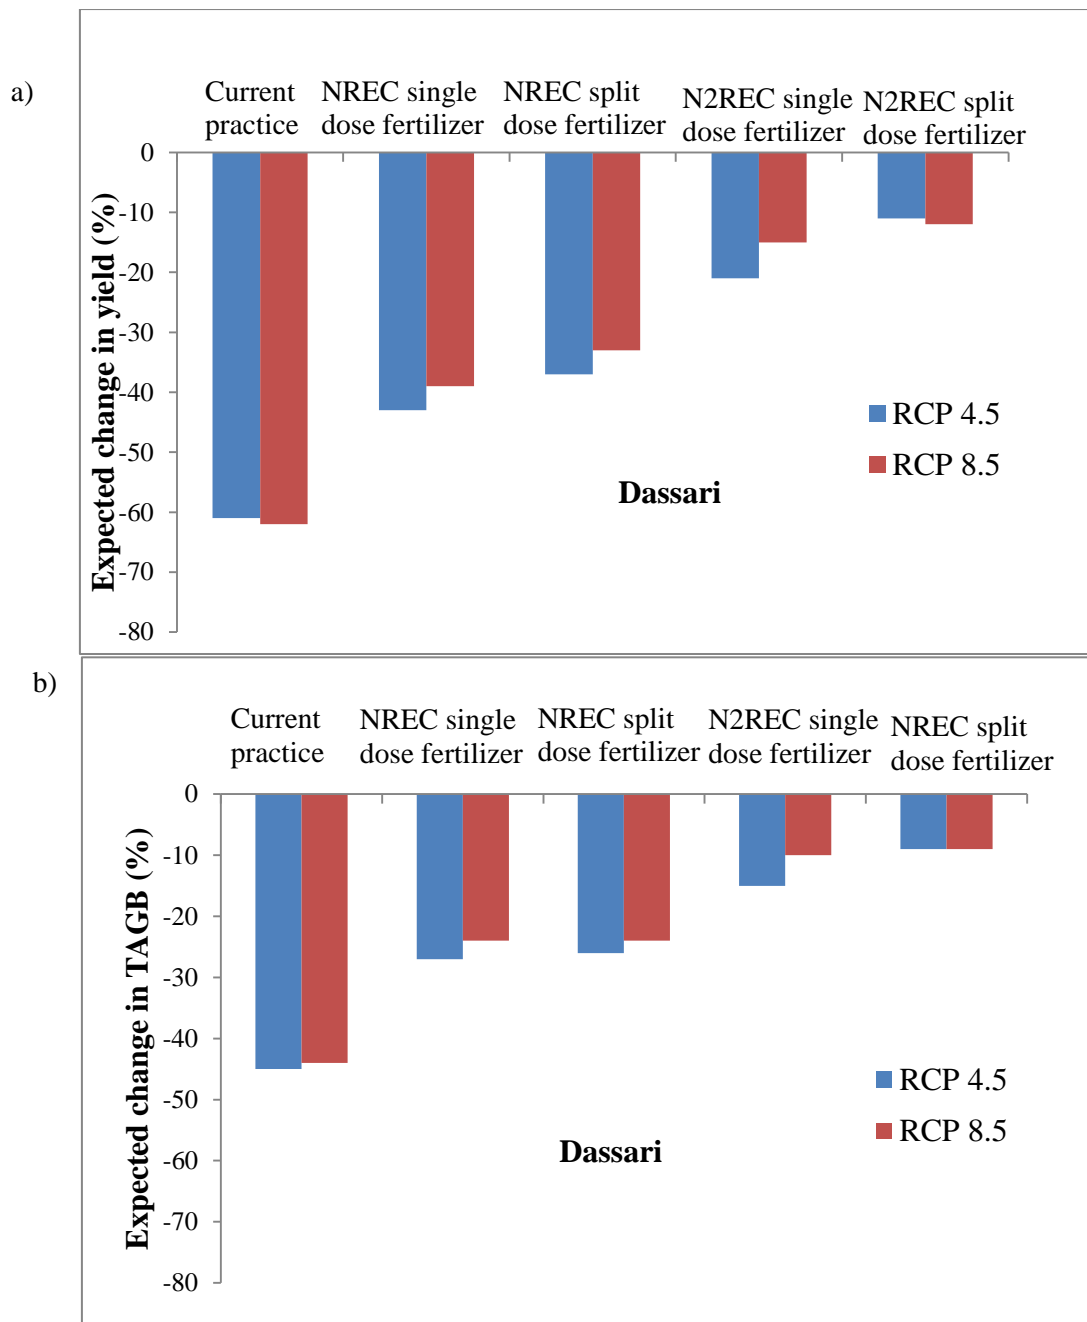 a)
Current practice
NREC single dose fertilizer
NREC split dose fertilizer
N2REC single dose fertilizer
N2REC split dose fertilizer
0
-10
-20
-30
-40
-50
-60
-70
-80
Expected change in yield (%)
RCP 4.5
RCP 8.5
Dassari
b)
Current practice
NREC single dose fertilizer
NREC split dose fertilizer
N2REC single dose fertilizer
NREC split dose fertilizer
0
-10
-20
-30
-40
-50
-60
-70
-80
Expected change in TAGB (%)
RCP 4.5
RCP 8.5
Dassari